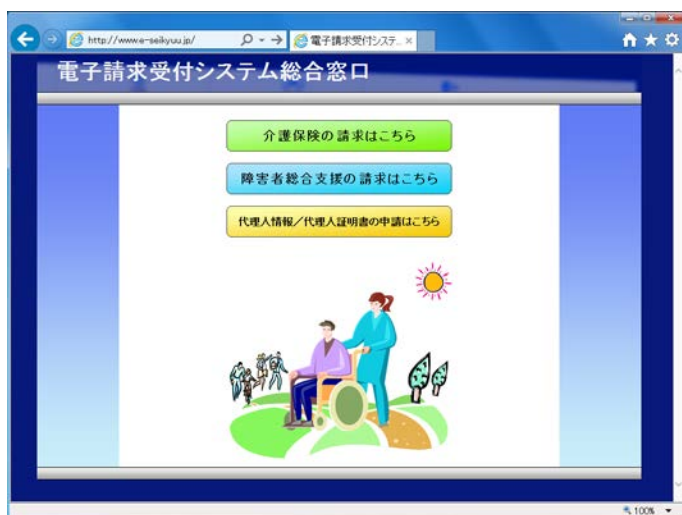 http://www.e-seikyuu.jp/
電子請求受付システ...
電子請求受付システム総合窓口
介護保険の請求はこちら
障害者総合支援の請求はこちら
代理人情報／代理人証明書の申請はこちら
100%